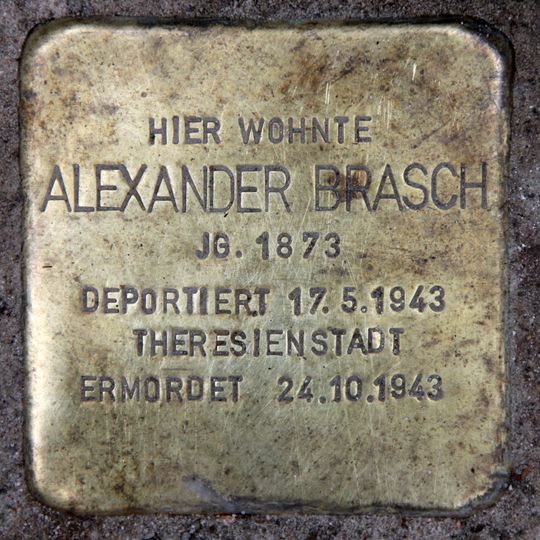 HIER WOHNTE
ALEXANDER BRASCH
JG. 1873
DEPORTIERT 17.5.1943
THERESIENSTADT
ERMORDET 24.10.1943